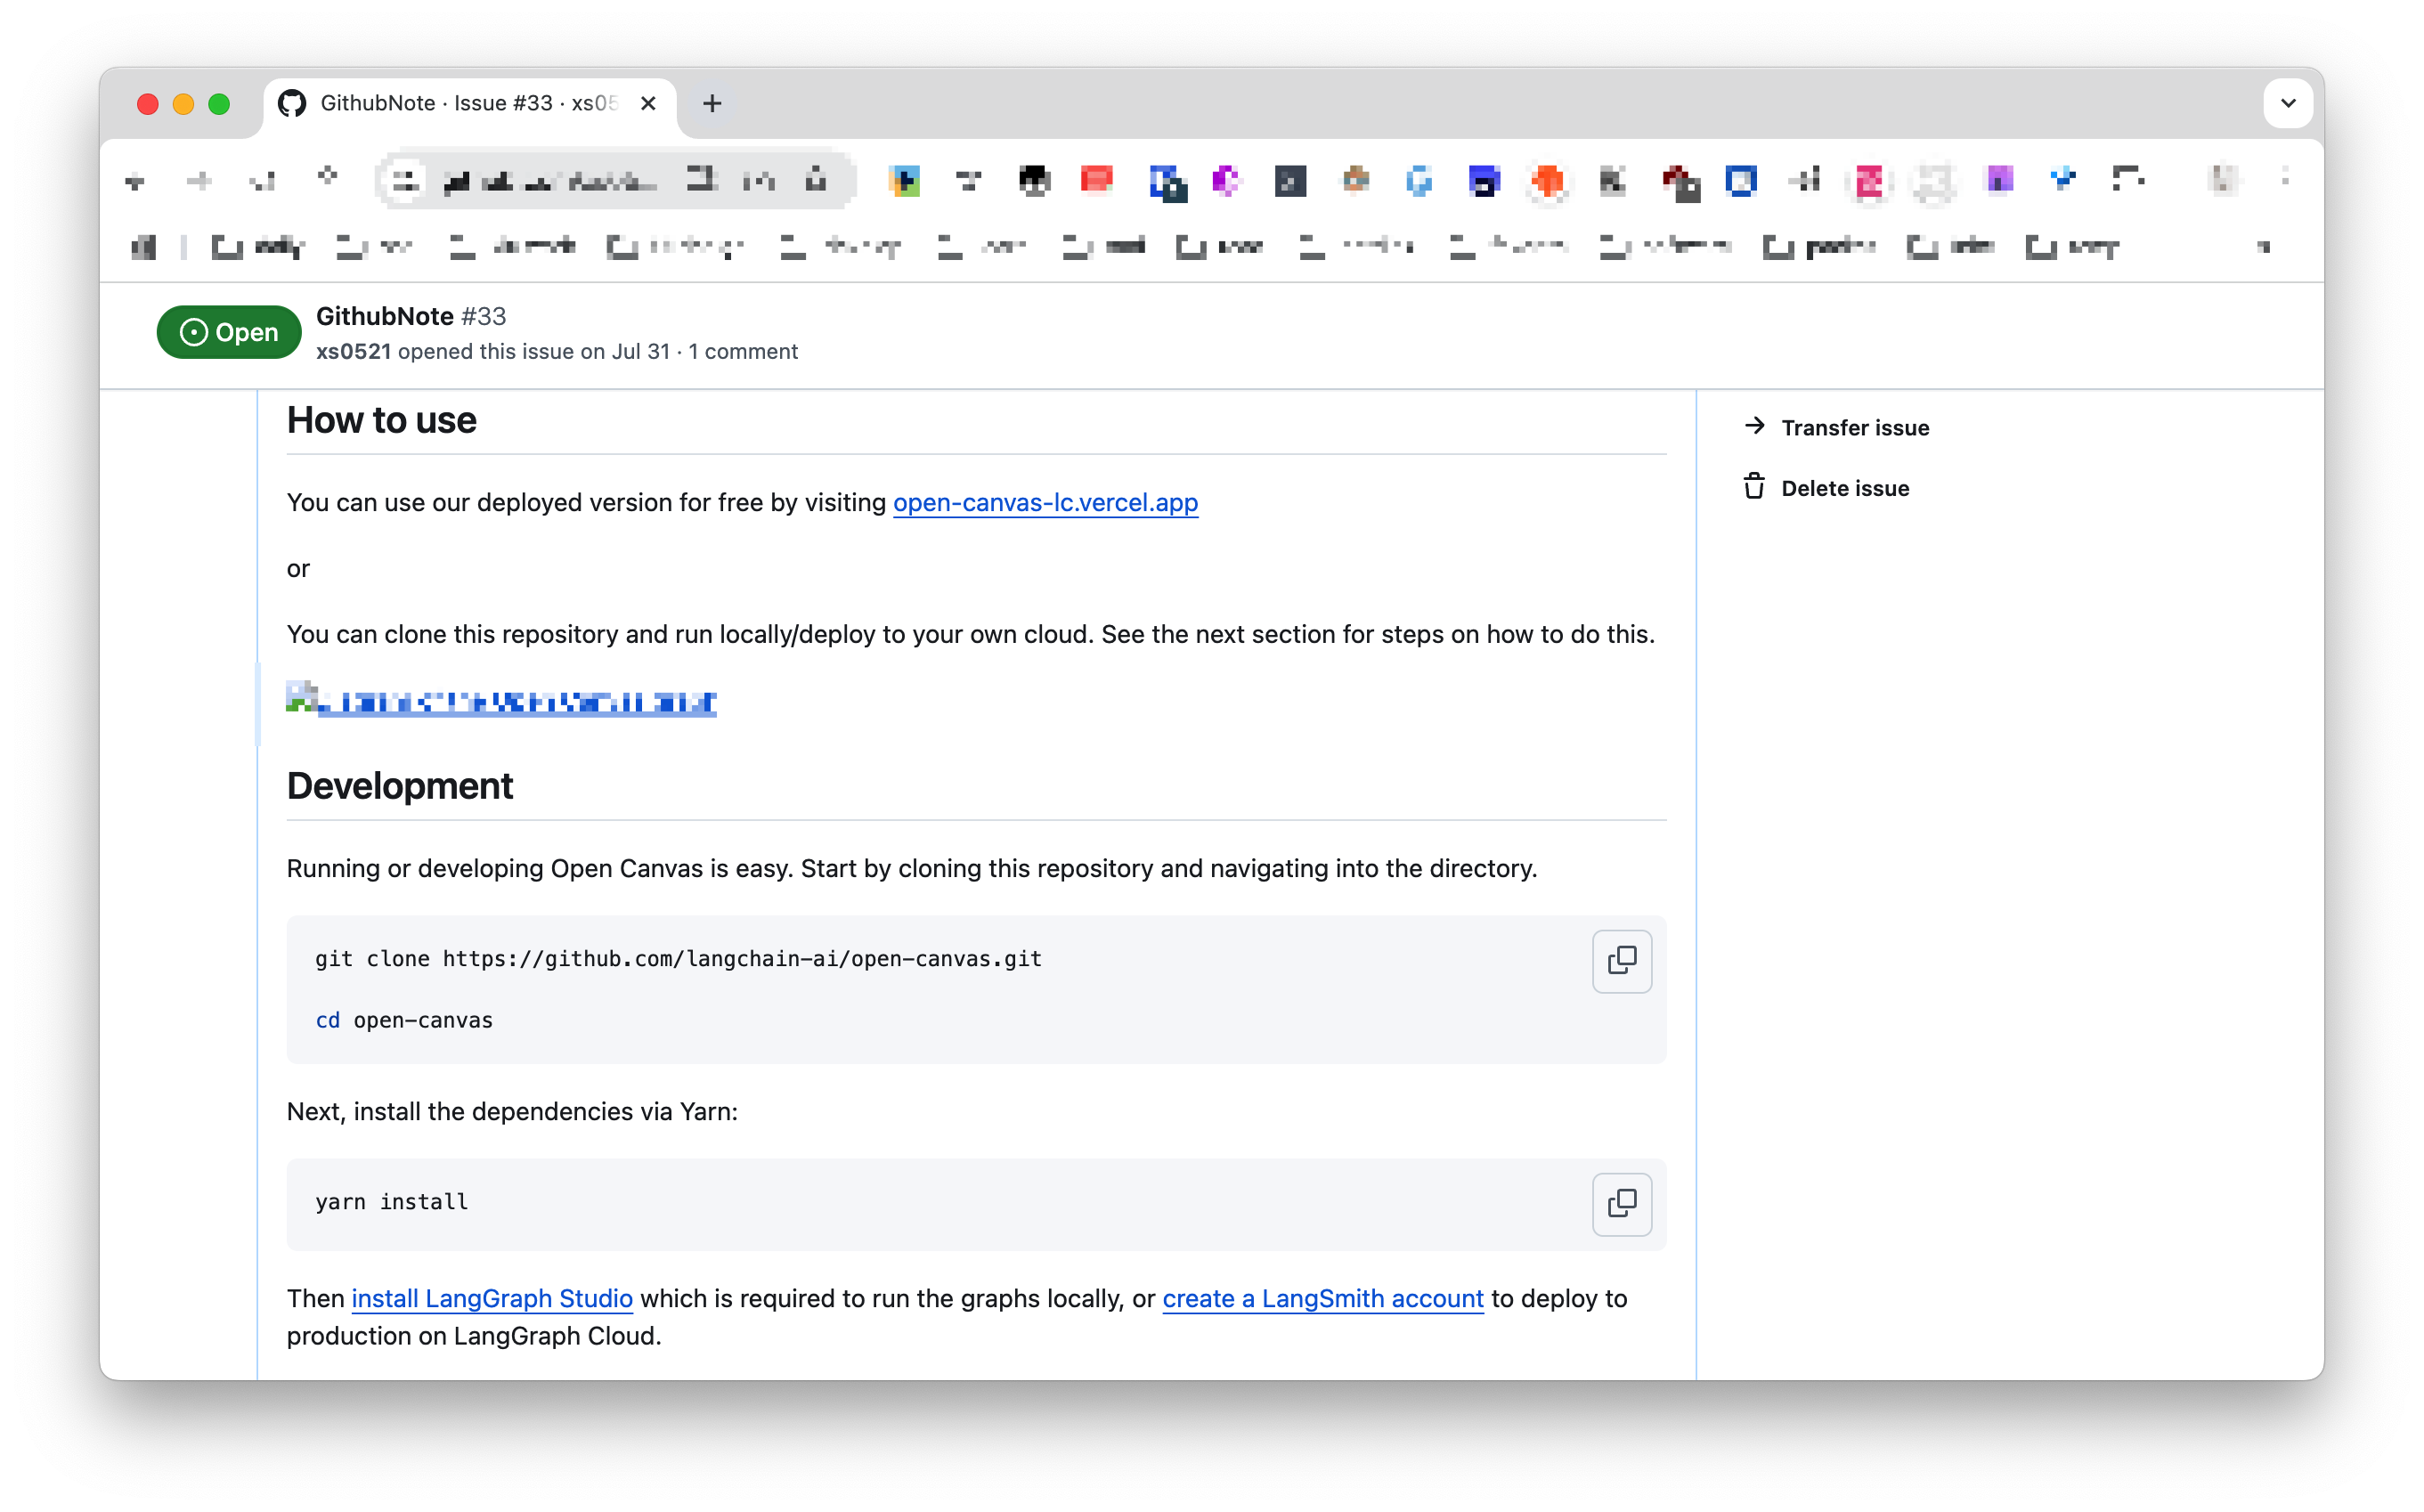 GithubNote · Issue #33 · xs05
Open
GithubNote #33
xs0521 opened this issue on Jul 31 · 1 comment
How to use
You can use our deployed version for free by visiting open-canvas-lc.vercel.app
or
You can clone this repository and run locally/deploy to your own cloud. See the next section for steps on how to do this.
Development
Running or developing Open Canvas is easy. Start by cloning this repository and navigating into the directory.
git clone https://github.com/langchain-ai/open-canvas.git
cd open-canvas
Next, install the dependencies via Yarn:
yarn install
Then install LangGraph Studio which is required to run the graphs locally, or create a LangSmith account to deploy to
production on LangGraph Cloud.
Transfer issue
Delete issue